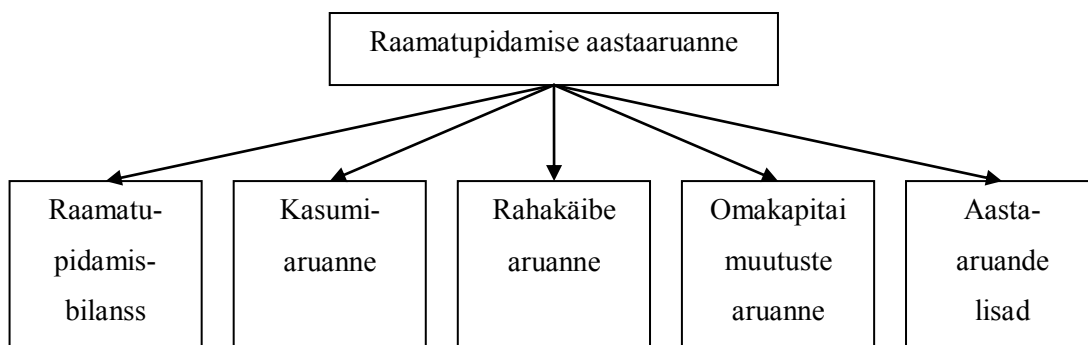 Raamatupidamise aastaaruanne
Raamatu-
pidamis-
bilanss
Kasumi-
aruanne
Rahakäibe
aruanne
Omakapitai
muutuste
aruanne
Aasta-
aruande
lisad